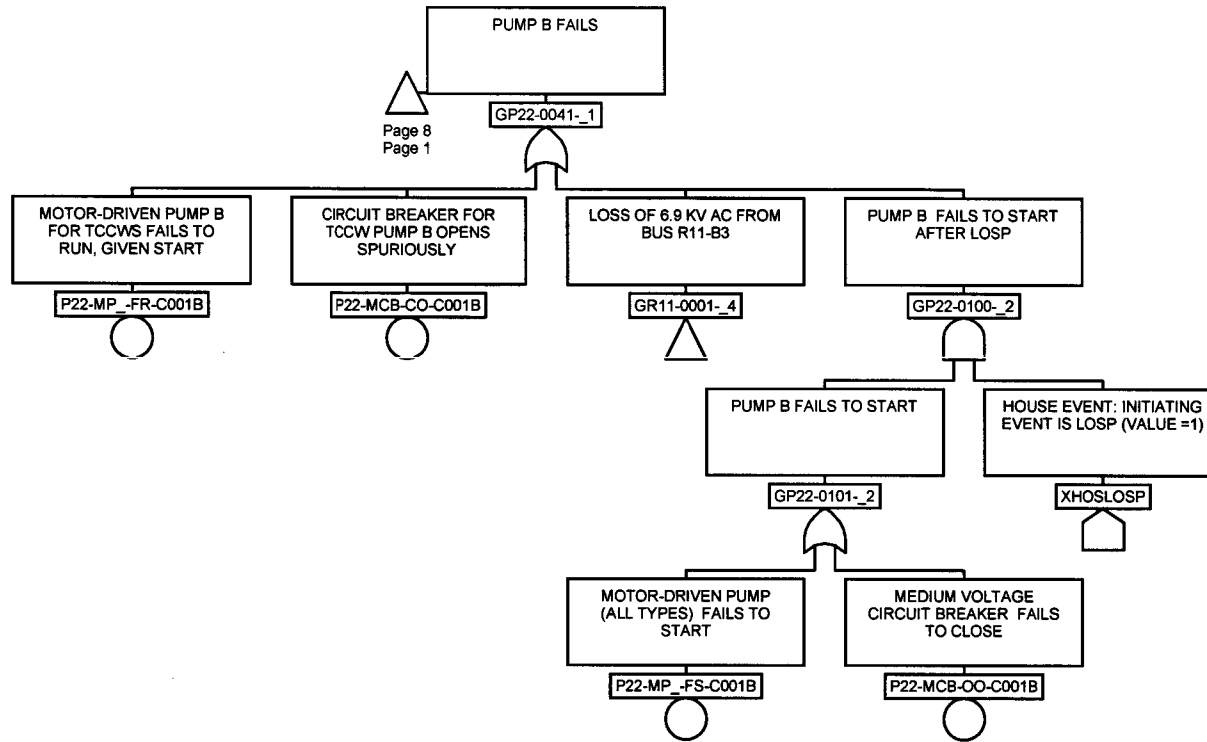 PUMP B FAILS
GP22-0041-_1
Page 8
Page 1
MOTOR-DRIVEN PUMP B
FOR TCCWS FAILS TO
RUN, GIVEN START
P22-MP_-FR-C001B
CIRCUIT BREAKER FOR
TCCW PUMP B OPENS
SPURIOUSLY
P22-MCB-CO-C001B
LOSS OF 6.9 KV AC FROM
BUS R11-B3
GR11-0001-_4
PUMP B FAILS TO START
AFTER LOSP
GP22-0100-_2
PUMP B FAILS TO START
GP22-0101-_2
HOUSE EVENT: INITIATING
EVENT IS LOSP (VALUE =1)
XHOSLOSP
MOTOR-DRIVEN PUMP
(ALL TYPES) FAILS TO
START
P22-MP_-FS-C001B
MEDIUM VOLTAGE
CIRCUIT BREAKER FAILS
TO CLOSE
P22-MCB-OO-C001B